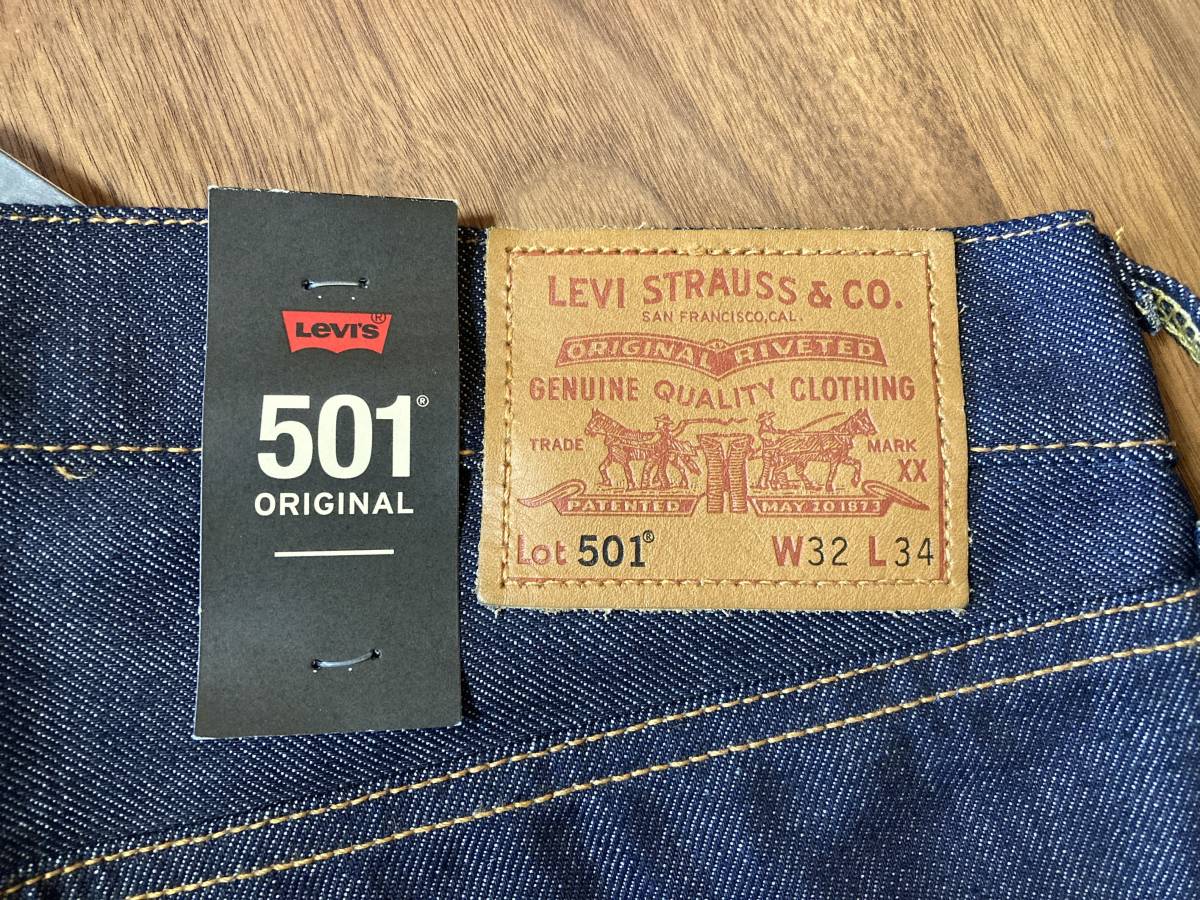 LEVI'S®
501®
ORIGINAL
LEVI STRAUSS & CO.
SAN FRANCISCO, CAL.
ORIGINAL RIVETED
GENUINE QUALITY CLOTHING
TRADE MARK
XX
PATENTED MAY 20 1873
Lot 501® W32 L34